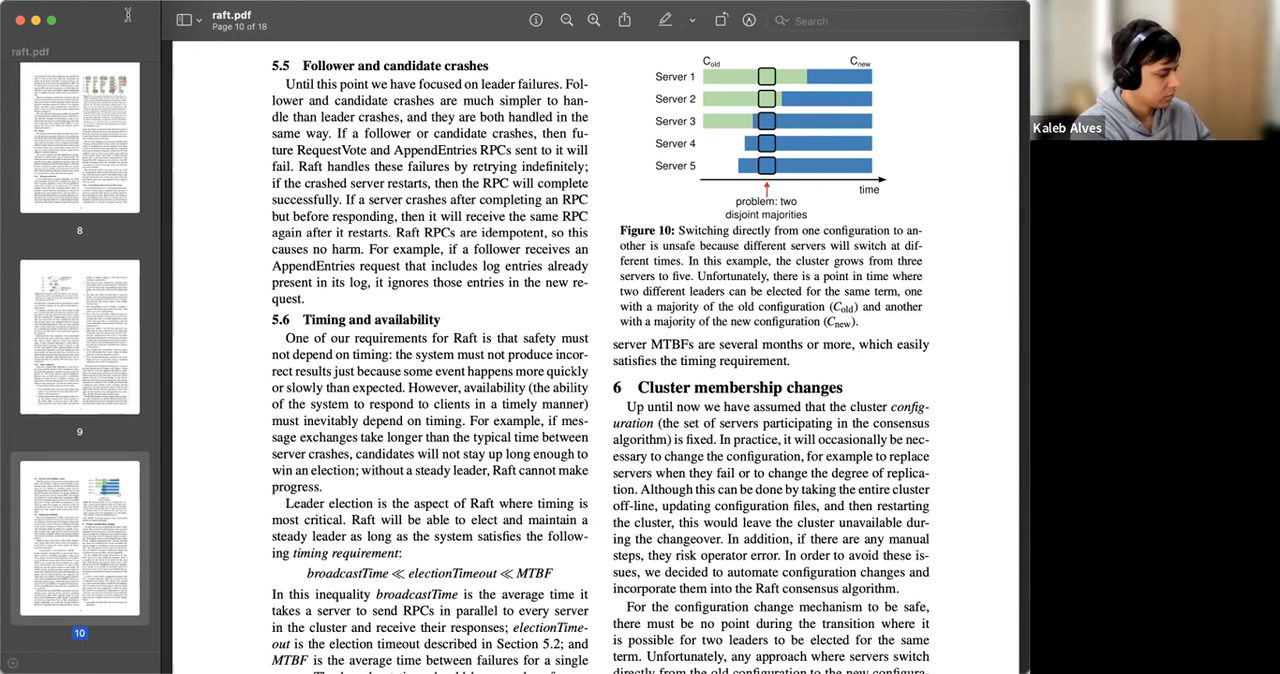 raft.pdf
raft.pdf
Page 10 of 18
Search
8
9
10
5.5 Follower and candidate crashes
Until this point we have focused on leader failures. Fol-
lower and candidate crashes are much simpler to han-
dle than leader crashes, and they are both handled in the
same way. If a follower or candidate crashes, then fu-
ture RequestVote and AppendEntries RPCs sent to it will
fail. Raft handles these failures by retrying indefinitely;
if the crashed server restarts, then the RPC will complete
successfully. If a server crashes after completing an RPC
but before responding, then it will receive the same RPC
again after it restarts. Raft RPCs are idempotent, so this
causes no harm. For example, if a follower receives an
AppendEntries request that includes log entries already
present in its log, it ignores those entries in the new re-
quest.
5.6 Timing and availability
One of our requirements for Raft is that safety must
not depend on timing: the system must not produce incor-
rect results just because some event happens more quickly
or slowly than expected. However, availability (the ability
of the system to respond to clients in a timely manner)
must inevitably depend on timing. For example, if mes-
sage exchanges take longer than the typical time between
server crashes, candidates will not stay up long enough to
win an election; without a steady leader, Raft cannot make
progress.
Leader election is the aspect of Raft where timing is
most critical. Raft will be able to elect and maintain a
steady leader as long as the system satisfies the follow-
ing timing requirement:
broadcastTime ≪ electionTimeout ≪ MTBF
In this inequality broadcastTime is the average time it
takes a server to send RPCs in parallel to every server
in the cluster and receive their responses; electionTime-
out is the election timeout described in Section 5.2; and
MTBF is the average time between failures for a single
Cold
Cnew
Server 1
Server 2
Server 3
Server 4
Server 5
time
problem: two
disjoint majorities
Figure 10: Switching directly from one configuration to an-
other is unsafe because different servers will switch at dif-
ferent times. In this example, the cluster grows from three
servers to five. Unfortunately, there is a point in time where
two different leaders can be elected for the same term, one
with a majority of the old configuration (Cold) and another
with a majority of the new configuration (Cnew).
server MTBFs are several months or more, which easily
satisfies the timing requirement.
6 Cluster membership changes
Up until now we have assumed that the cluster config-
uration (the set of servers participating in the consensus
algorithm) is fixed. In practice, it will occasionally be nec-
essary to change the configuration, for example to replace
servers when they fail or to change the degree of replica-
tion. Although this can be done by taking the entire cluster
off-line, updating configuration files, and then restarting
the cluster, this would leave the cluster unavailable dur-
ing the changeover. In addition, if there are any manual
steps, they risk operator error. In order to avoid these is-
sues, we decided to automate configuration changes and
incorporate them into the Raft consensus algorithm.
For the configuration change mechanism to be safe,
there must be no point during the transition where it
is possible for two leaders to be elected for the same
term. Unfortunately, any approach where servers switch
directly from the old configuration to the new configura-
Kaleb Alves